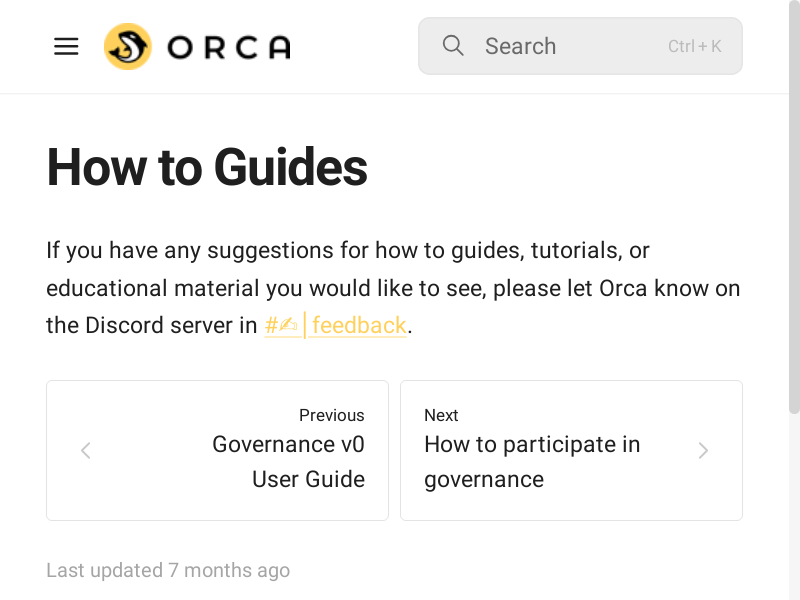 ORCA
Search
Ctrl + K
How to Guides
If you have any suggestions for how to guides, tutorials, or
educational material you would like to see, please let Orca know on
the Discord server in #✍️│feedback.
Previous
Governance v0
User Guide
Next
How to participate in
governance
Last updated 7 months ago